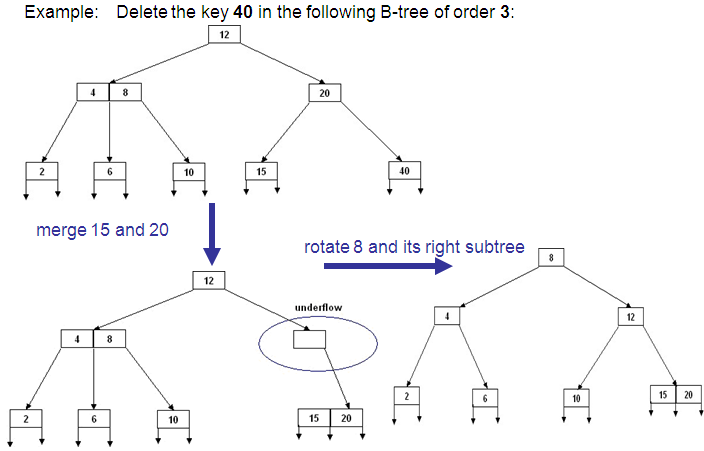 Example: Delete the key 40 in the following B-tree of order 3:
12
4 8
20
2 6 10 15 40
merge 15 and 20
rotate 8 and its right subtree
12
underflow
4 8
2 6 10 15 20
8
4 12
2 6 10 15 20